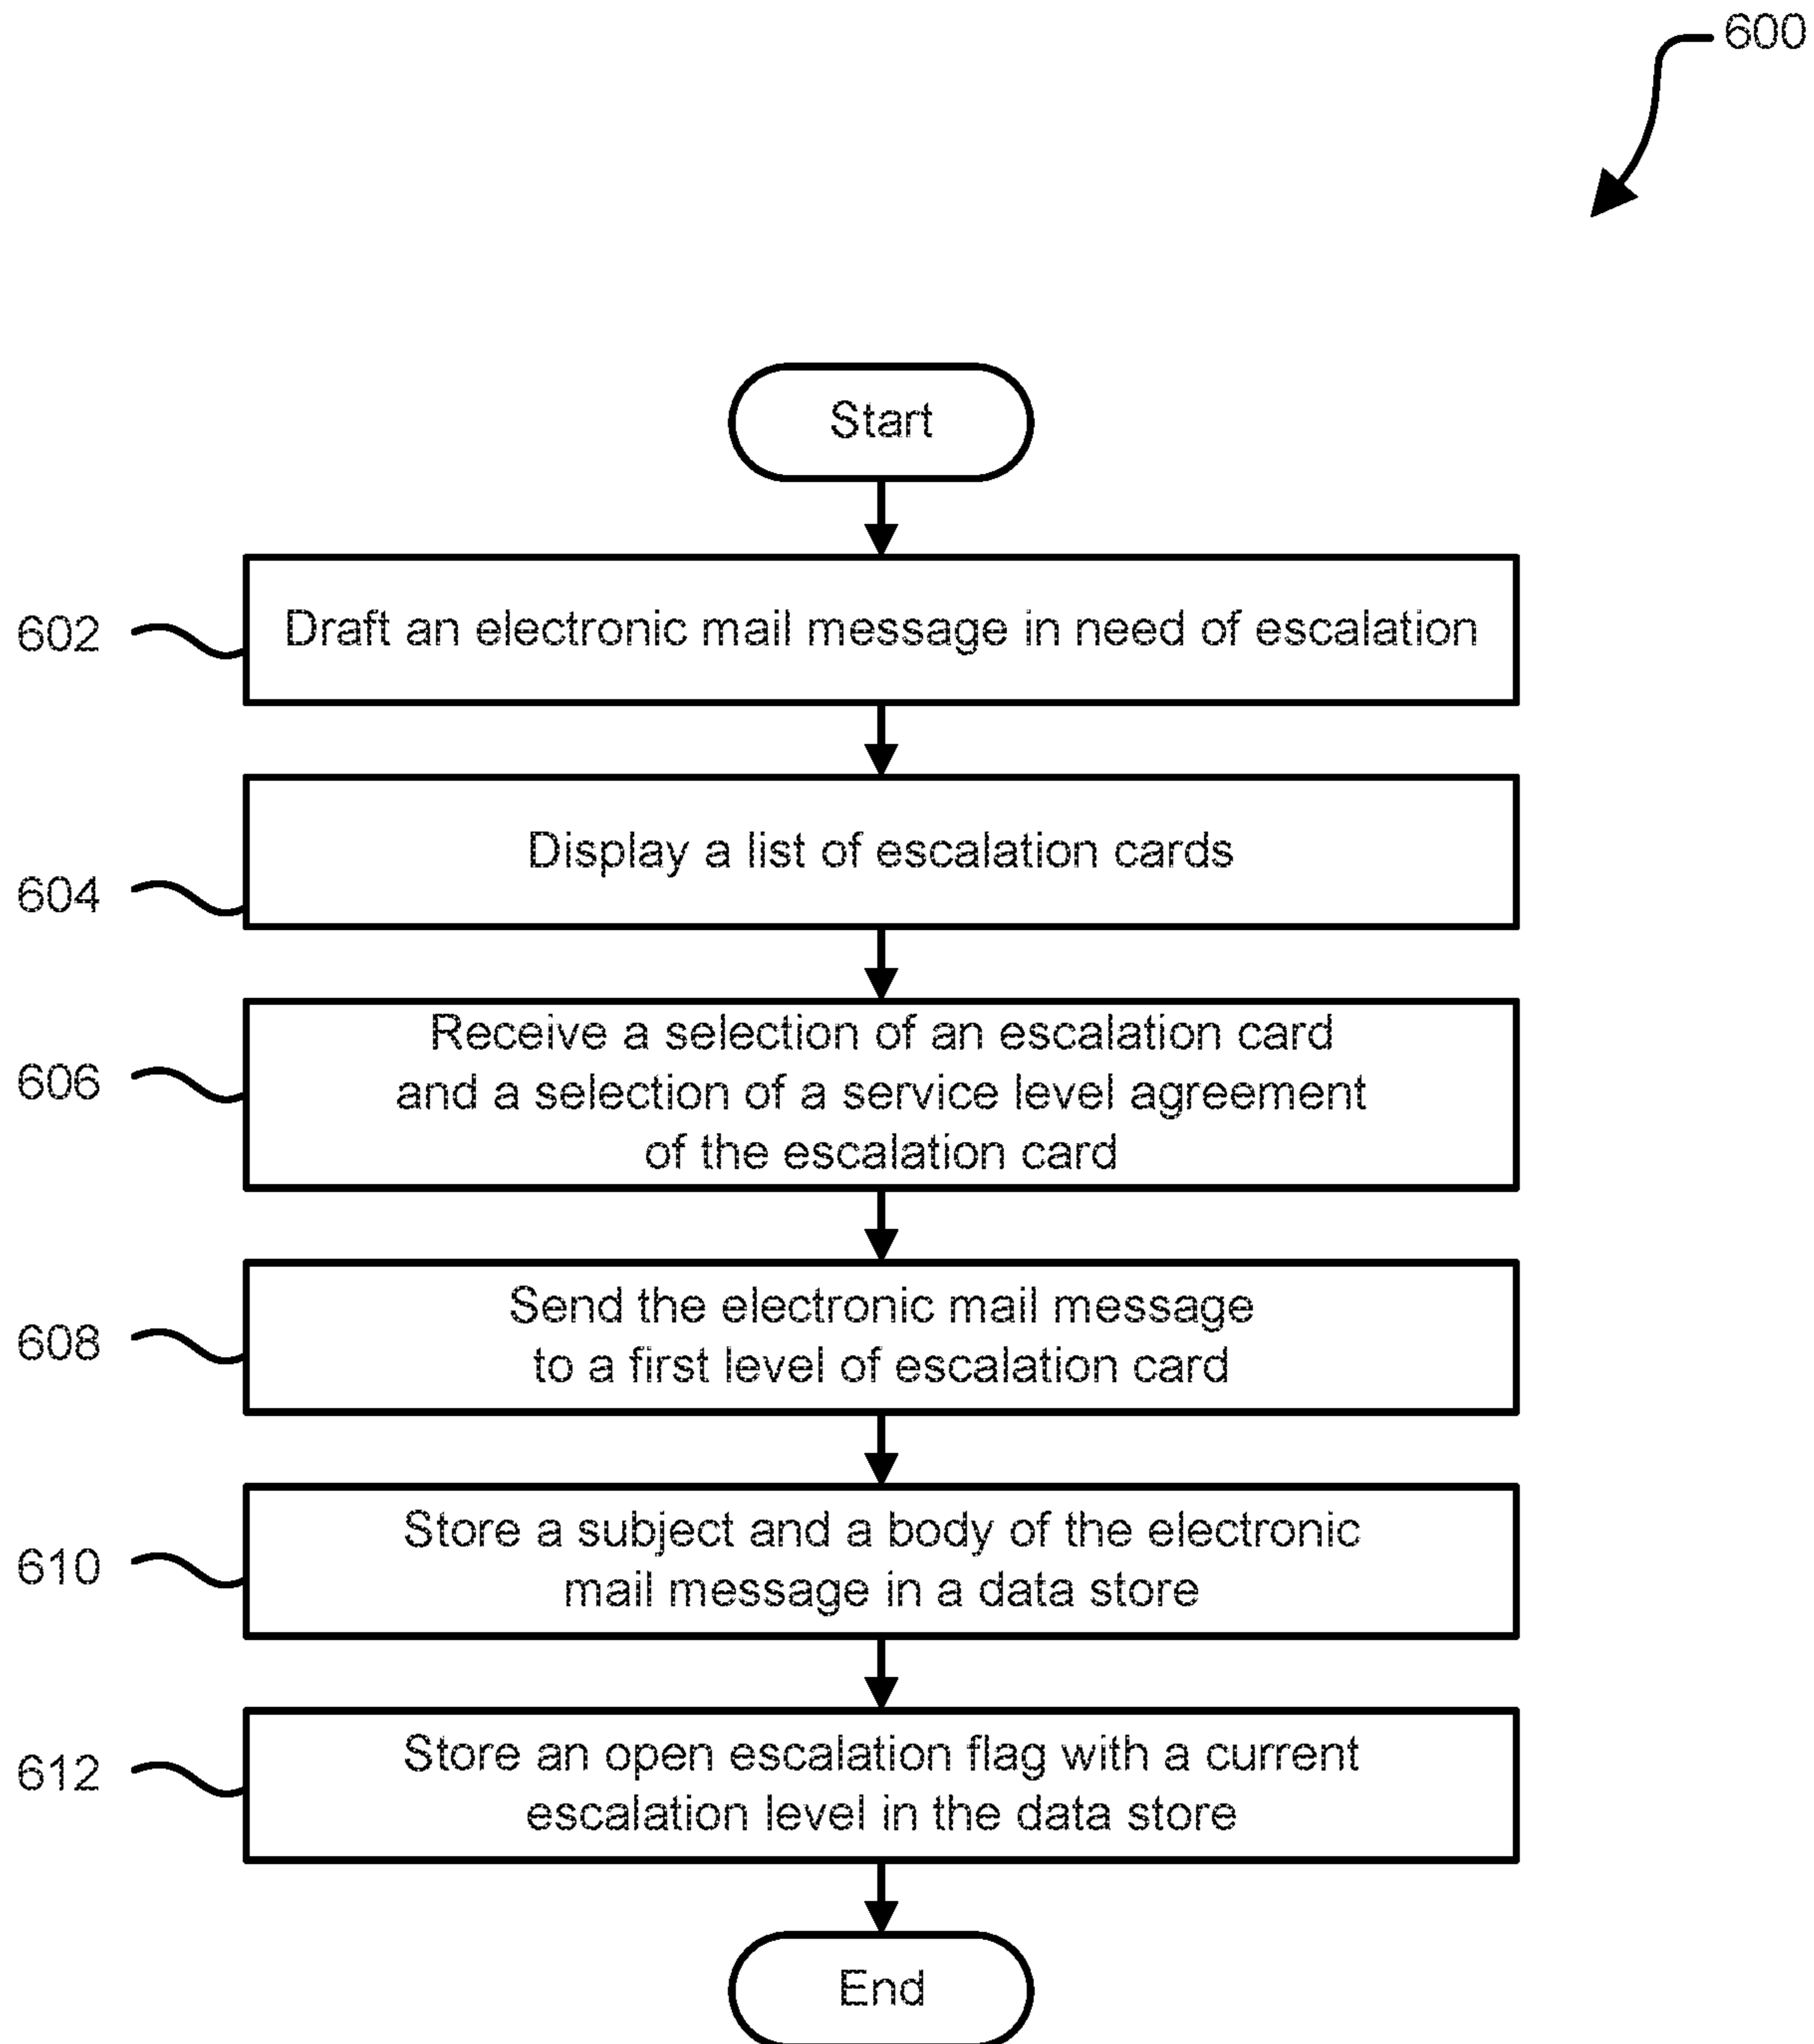 600
Start
602
Draft an electronic mail message in need of escalation
Display a list of escalation cards
604
Receive a selection of an escalation card
606
and a selection of a service level agreement
of the escalation card
Send the electronic mail message
608
to a first level of escalation card
Store a subject and a body of the electronic
610
mail message in a data store
Store an open escalation flag with a current
612
escalation level in the data store
End